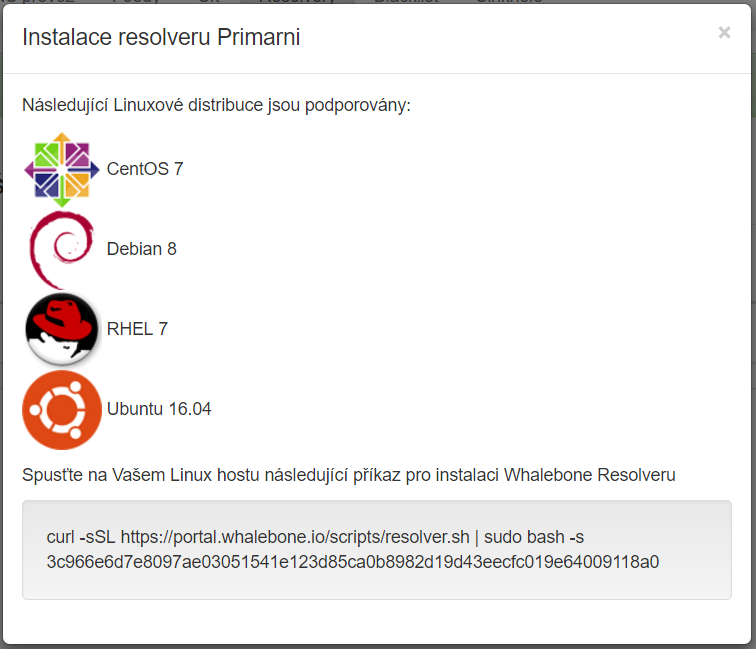 Instalace resolveru Primarni
×
Následující Linuxové distribuce jsou podporovány:
CentOS 7
Debian 8
RHEL 7
Ubuntu 16.04
Spusťte na Vašem Linux hostu následující příkaz pro instalaci Whalebone Resolveru
curl -sSL https://portal.whalebone.io/scripts/resolver.sh | sudo bash -s
3c966e6d7e8097ae03051541e123d85ca0b8982d19d43eecfc019e64009118a0